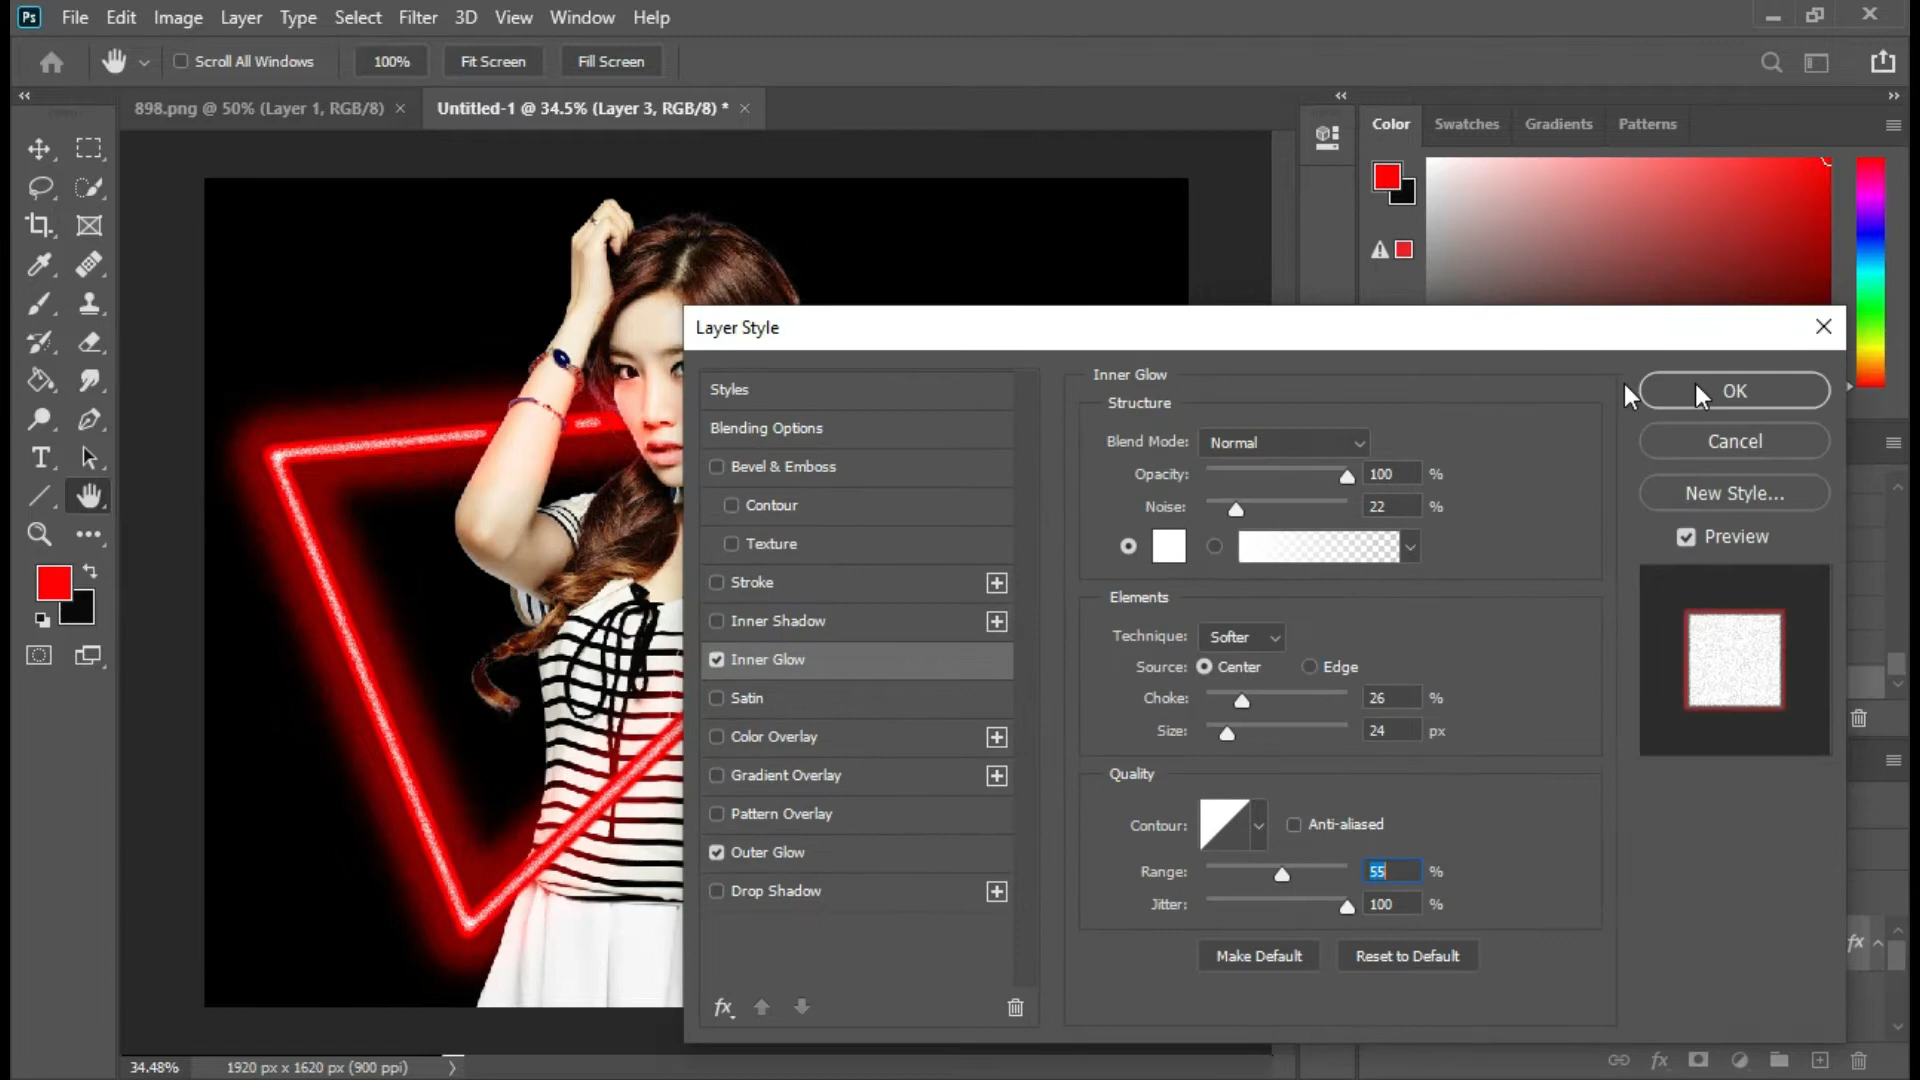 Ps File Edit Image Layer Type Select Filter 3D View Window Help
Scroll All Windows 100% Fit Screen Fill Screen
898.png @ 50% (Layer 1, RGB/8) × Untitled-1 @ 34.5% (Layer 3, RGB/8) * ×
Color Swatches Gradients Patterns
Layer Style
Styles
Blending Options
Bevel & Emboss
Contour
Texture
Stroke
Inner Shadow
Inner Glow
Satin
Color Overlay
Gradient Overlay
Pattern Overlay
Outer Glow
Drop Shadow
fx
Inner Glow
Structure
Blend Mode: Normal
Opacity: 100 %
Noise: 22 %
Elements
Technique: Softer
Source: Center Edge
Choke: 26 %
Size: 24 px
Quality
Contour: Anti-aliased
Range: 55 %
Jitter: 100 %
Make Default Reset to Default
OK
Cancel
New Style...
Preview
fx
T
34.48% 1920 px x 1620 px (900 ppi)
fx